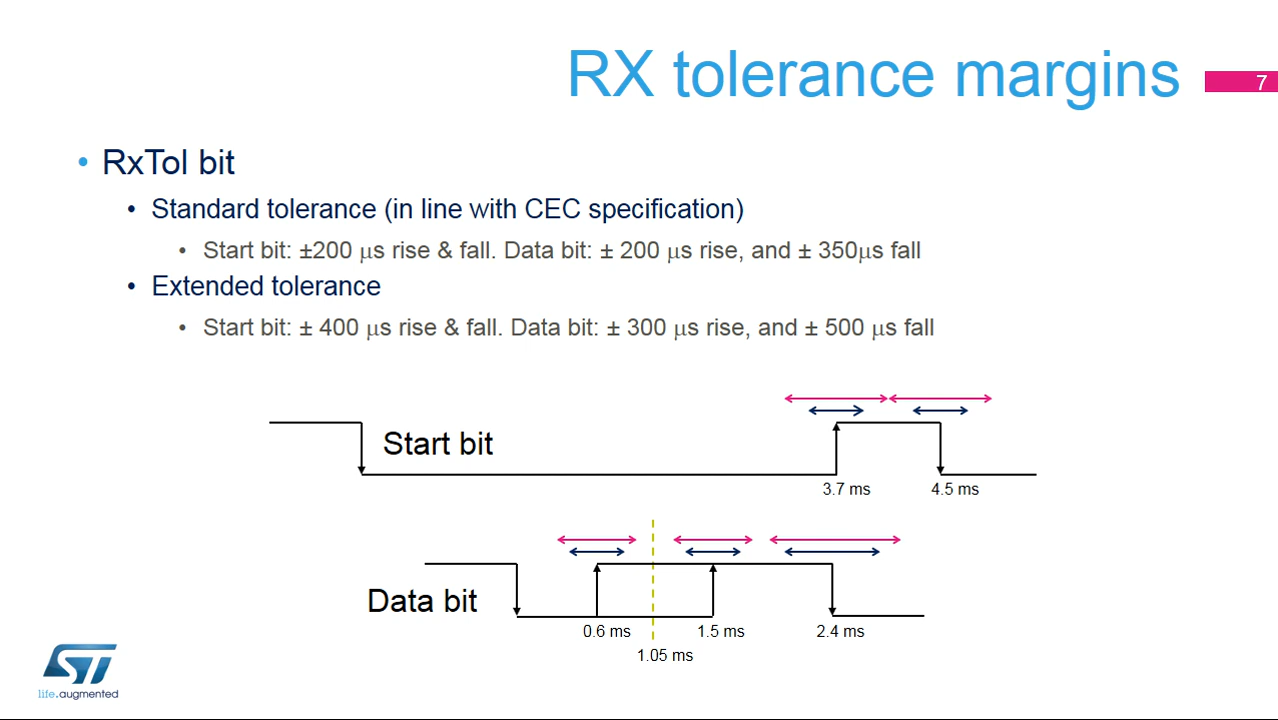 RX tolerance margins
7
• RxTol bit
• Standard tolerance (in line with CEC specification)
• Start bit: ±200 μs rise & fall. Data bit: ± 200 μs rise, and ± 350μs fall
• Extended tolerance
• Start bit: ± 400 μs rise & fall. Data bit: ± 300 μs rise, and ± 500 μs fall
Start bit
3.7 ms
4.5 ms
Data bit
0.6 ms
1.5 ms
2.4 ms
1.05 ms
ST
life.augmented